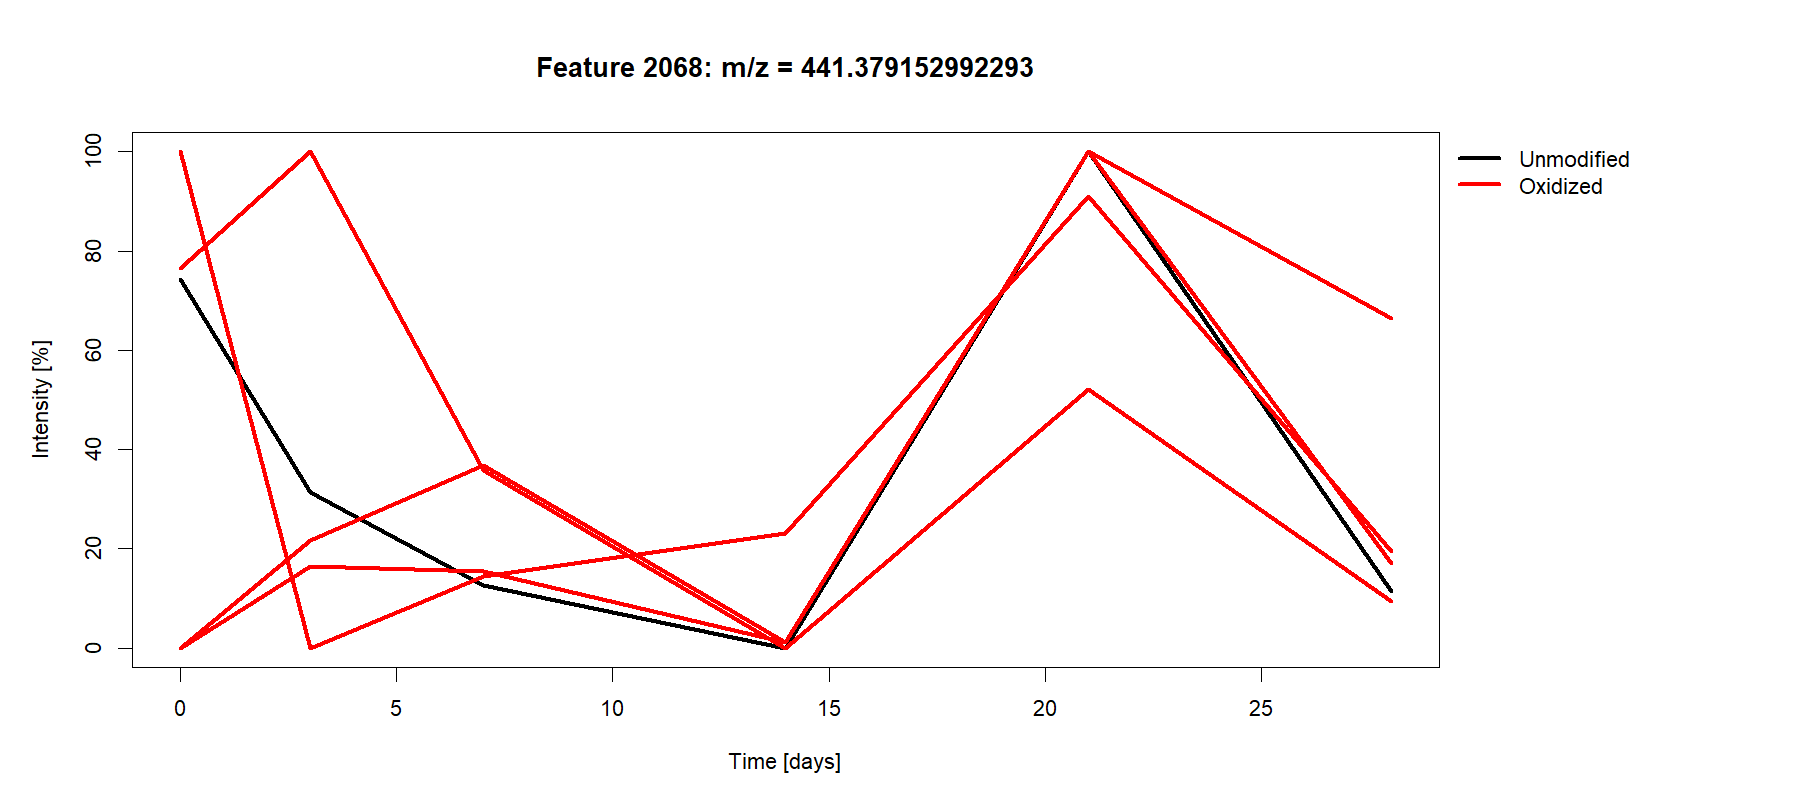 Feature 2068: m/z = 441.379152992293
Unmodified
Oxidized
Intensity [%]
100
80
60
40
20
0
0 5 10 15 20 25
Time [days]